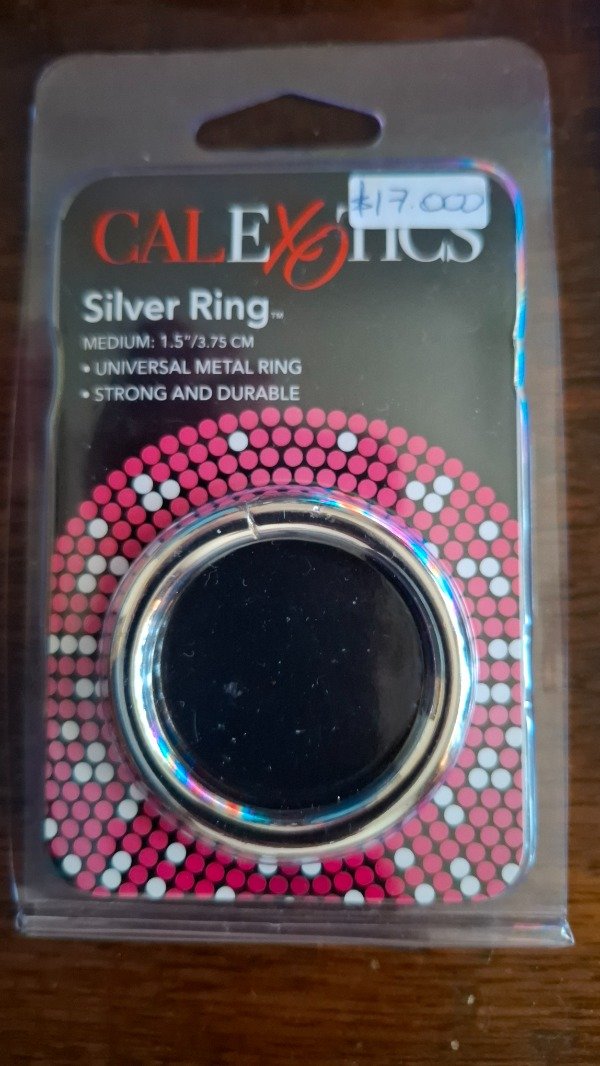 $17.000
CALEXOTICS
Silver Ring™
MEDIUM: 1.5"/3.75 CM
• UNIVERSAL METAL RING
• STRONG AND DURABLE